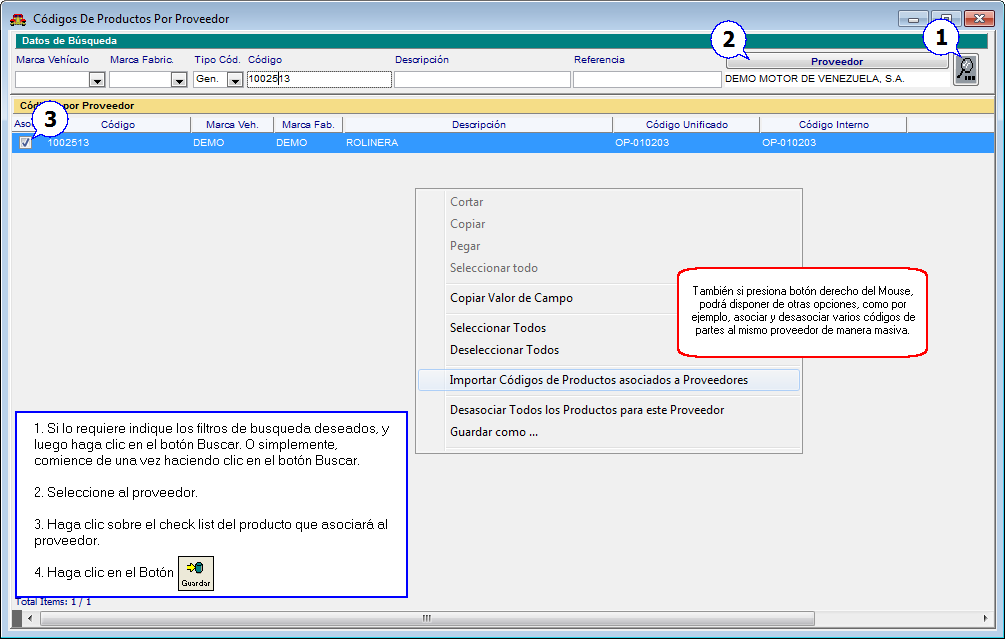 Códigos De Productos Por Proveedor
Datos de Búsqueda
1
2
Marca Vehículo Marca Fabric. Tipo Cód. Código Descripción Referencia Proveedor
Gen. 1002513 DEMO MOTOR DE VENEZUELA, S.A.
Códi por Proveedor
3
Aso Código Marca Veh. Marca Fab. Descripción Código Unificado Código Interno
1002513 DEMO DEMO ROLINERA OP-010203 OP-010203
Cortar
Copiar
Pegar
Seleccionar todo
Copiar Valor de Campo
Seleccionar Todos
Deseleccionar Todos
Importar Códigos de Productos asociados a Proveedores
Desasociar Todos los Productos para este Proveedor
Guardar como ...
También si presiona botón derecho del Mouse,
podrá disponer de otras opciones, como por
ejemplo, asociar y desasociar varios códigos de
partes al mismo proveedor de manera masiva.
1. Si lo requiere indique los filtros de busqueda deseados, y
luego haga clic en el botón Buscar. O simplemente,
comience de una vez haciendo clic en el botón Buscar.
2. Seleccione al proveedor.
3. Haga clic sobre el check list del producto que asociará al
proveedor.
4. Haga clic en el Botón Guardar
Total Items: 1 / 1